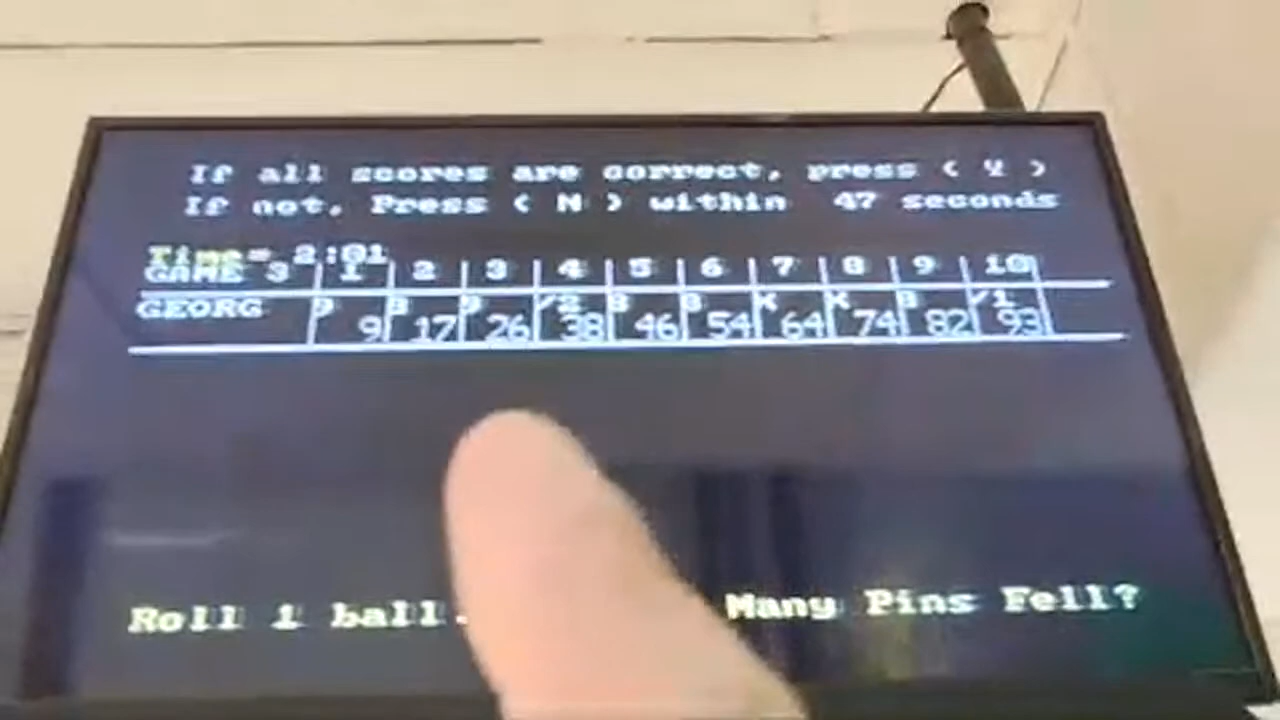 If all scores are correct, press ( Y )
If not, Press ( N ) within 47 seconds
Time= 2:01
GAME 3 1 2 3 4 5 6 7 8 9 10
GEORG 9 8 9 /2 8 8 X X 8 /1
9 17 26 38 46 54 64 74 82 93
Roll 1 ball. Many Pins Fell?